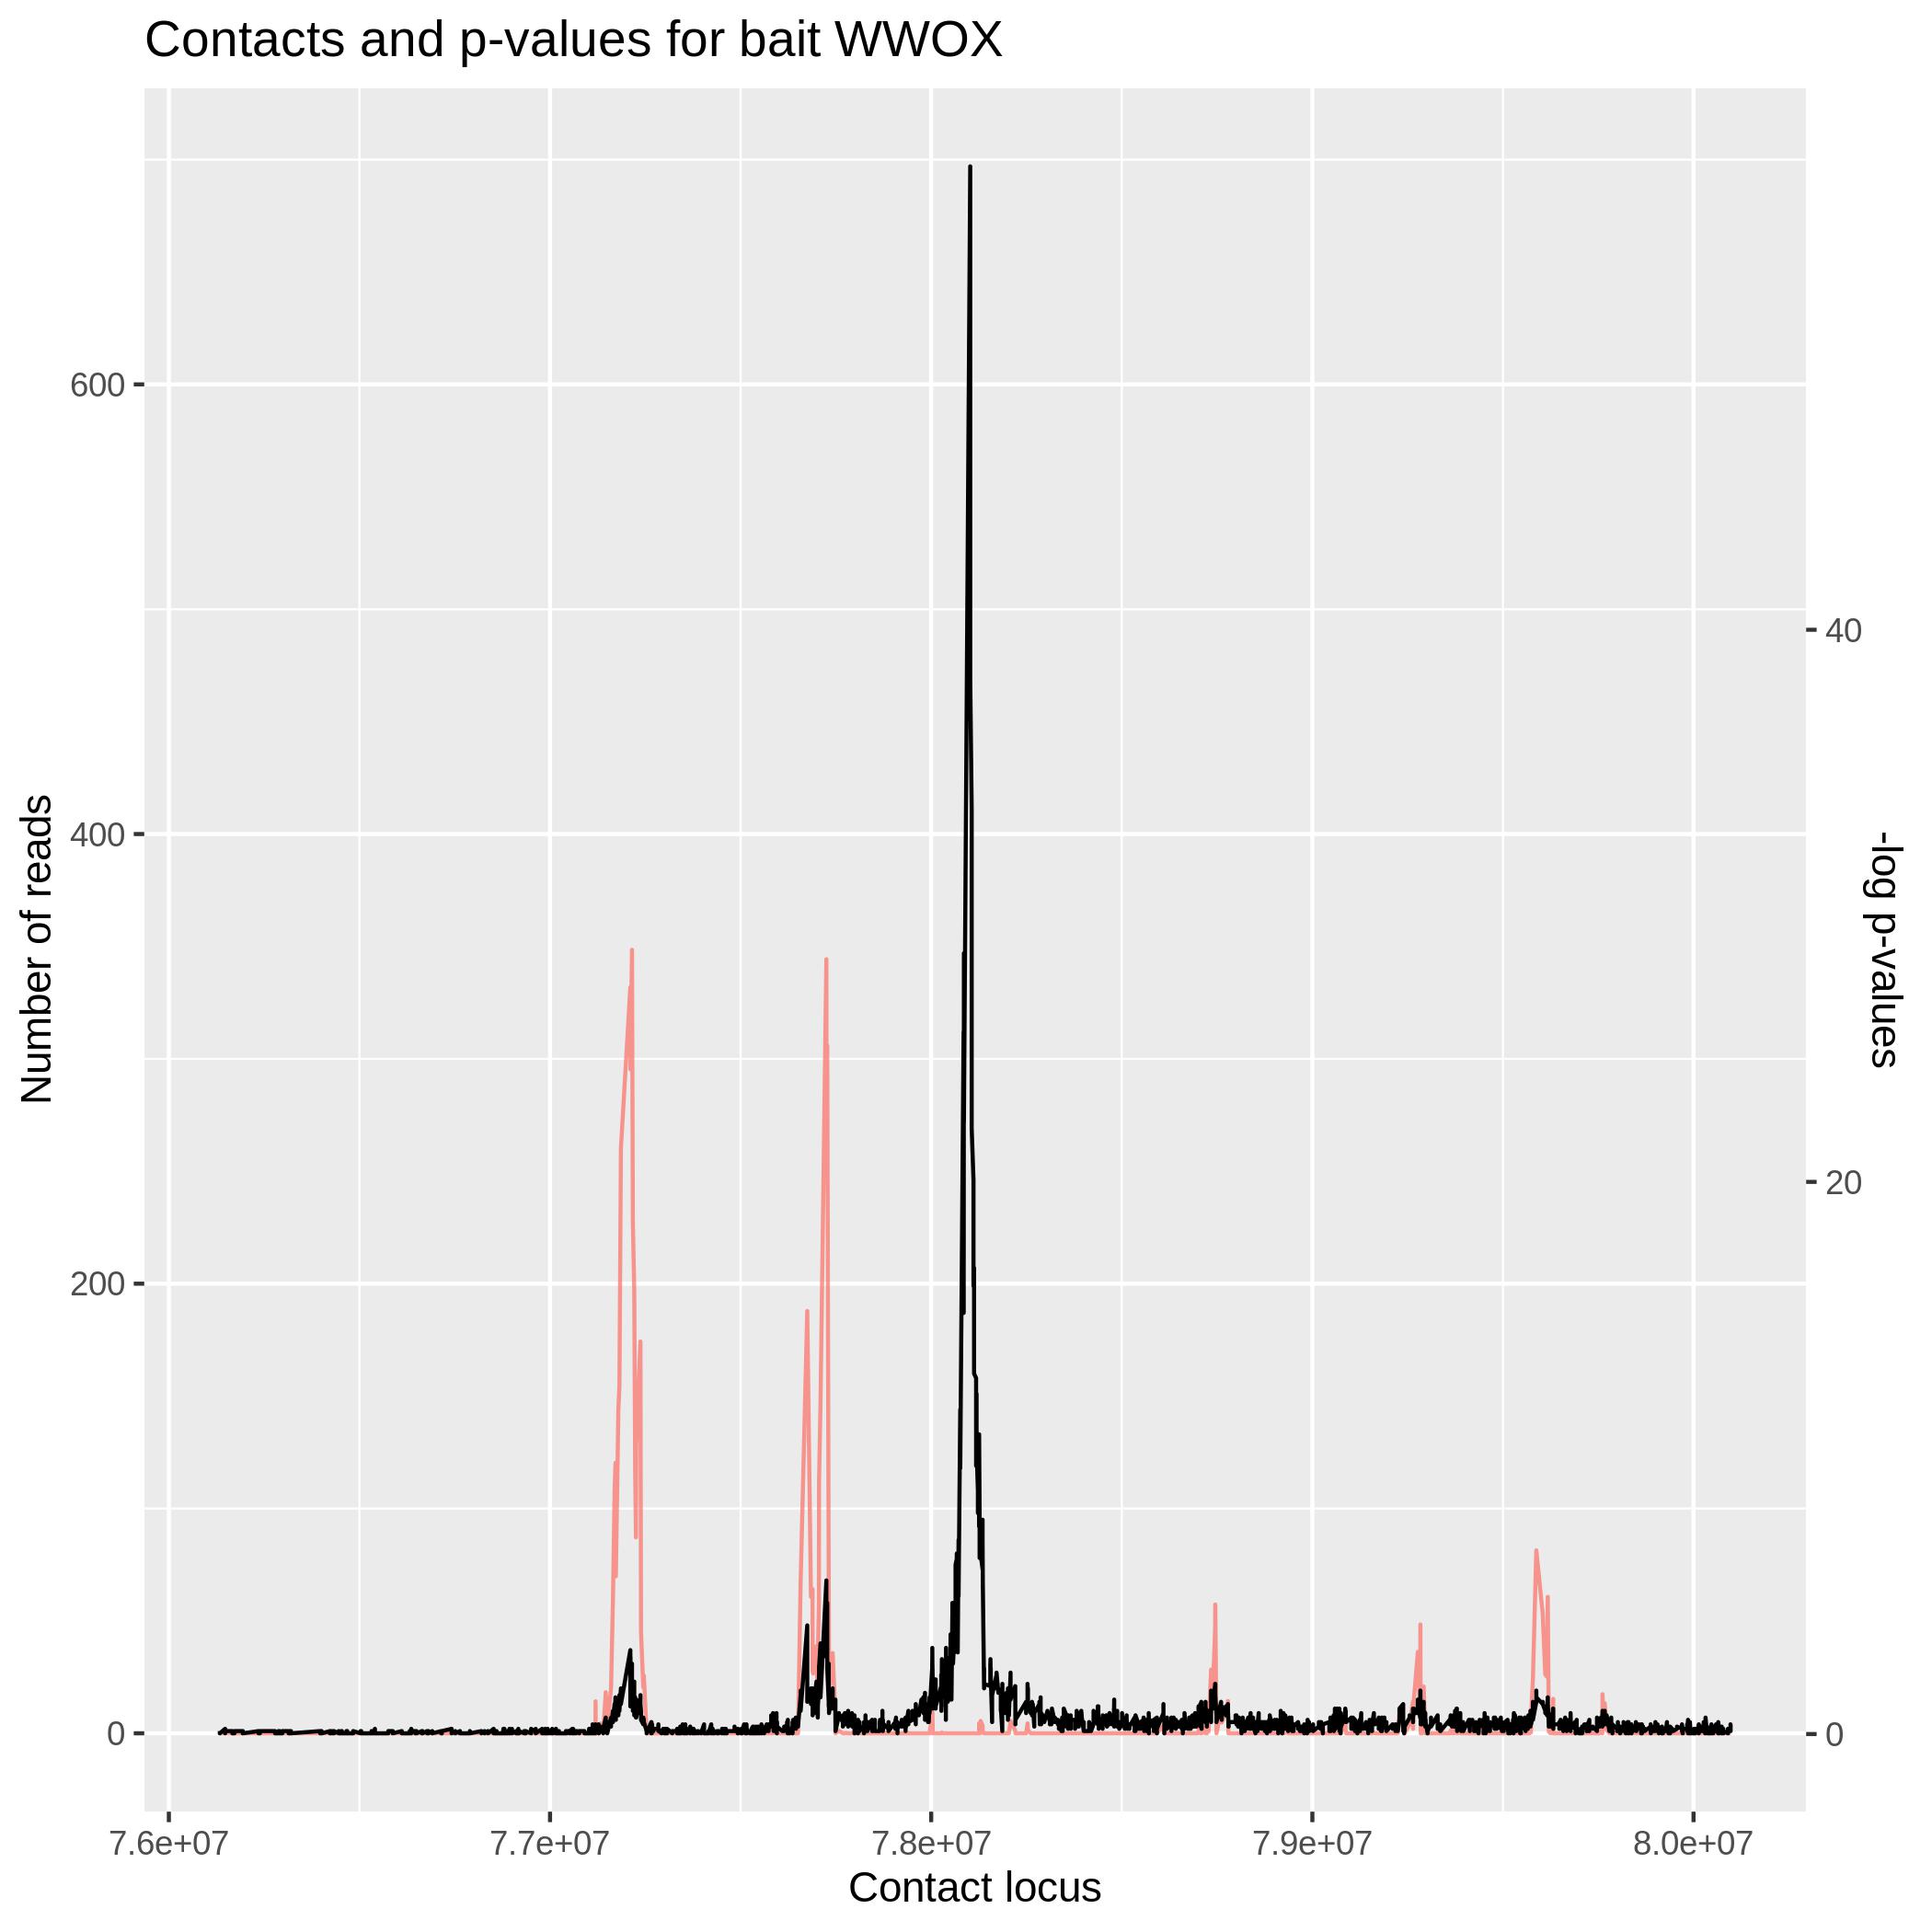 Contacts and p-values for bait WWOX
600
400
200
0
Number of reads
40
20
0
-log p-values
7.6e+07
7.7e+07
7.8e+07
7.9e+07
8.0e+07
Contact locus